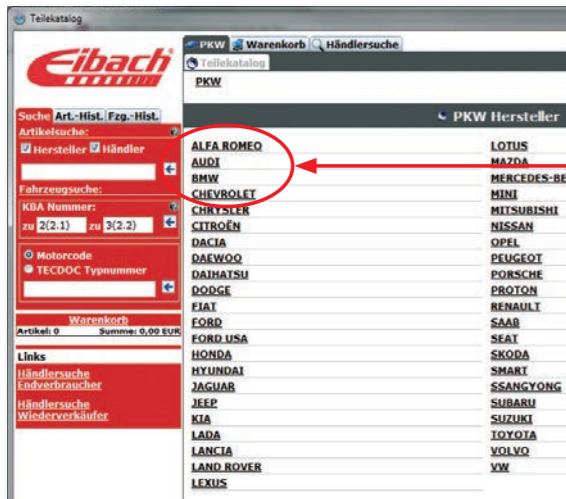 Teilekatalog
Eibach
PKW Warenkorb Händlersuche
Teilekatalog
PKW
Suche Art.-Hist. Fzg.-Hist.
Artikelsuche:
Hersteller Händler
Fahrzeugsuche:
KBA Nummer:
zu 2(2.1) zu 3(2.2)
Motorcode
TECDOC Typnummer
Warenkorb
Artikel: 0 Summe: 0,00 EUR
Links
Händlersuche
Endverbraucher
Händlersuche
Wiederverkäufer
PKW Hersteller
ALFA ROMEO
AUDI
BMW
CHEVROLET
CHRYSLER
CITROËN
DACIA
DAEWOO
DAIHATSU
DODGE
FIAT
FORD
FORD USA
HONDA
HYUNDAI
JAGUAR
JEEP
KIA
LADA
LANCIA
LAND ROVER
LEXUS
LOTUS
MAZDA
MERCEDES-BE
MINI
MITSUBISHI
NISSAN
OPEL
PEUGEOT
PORSCHE
PROTON
RENAULT
SAAB
SEAT
SKODA
SMART
SSANGYONG
SUBARU
SUZUKI
TOYOTA
VOLVO
VW